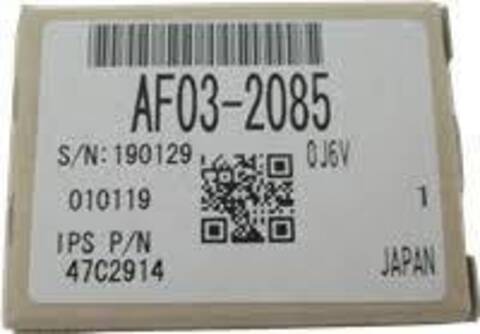 AF03-2085
S/N:190129 0J6V
010119 1
IPS P/N
47C2914 JAPAN